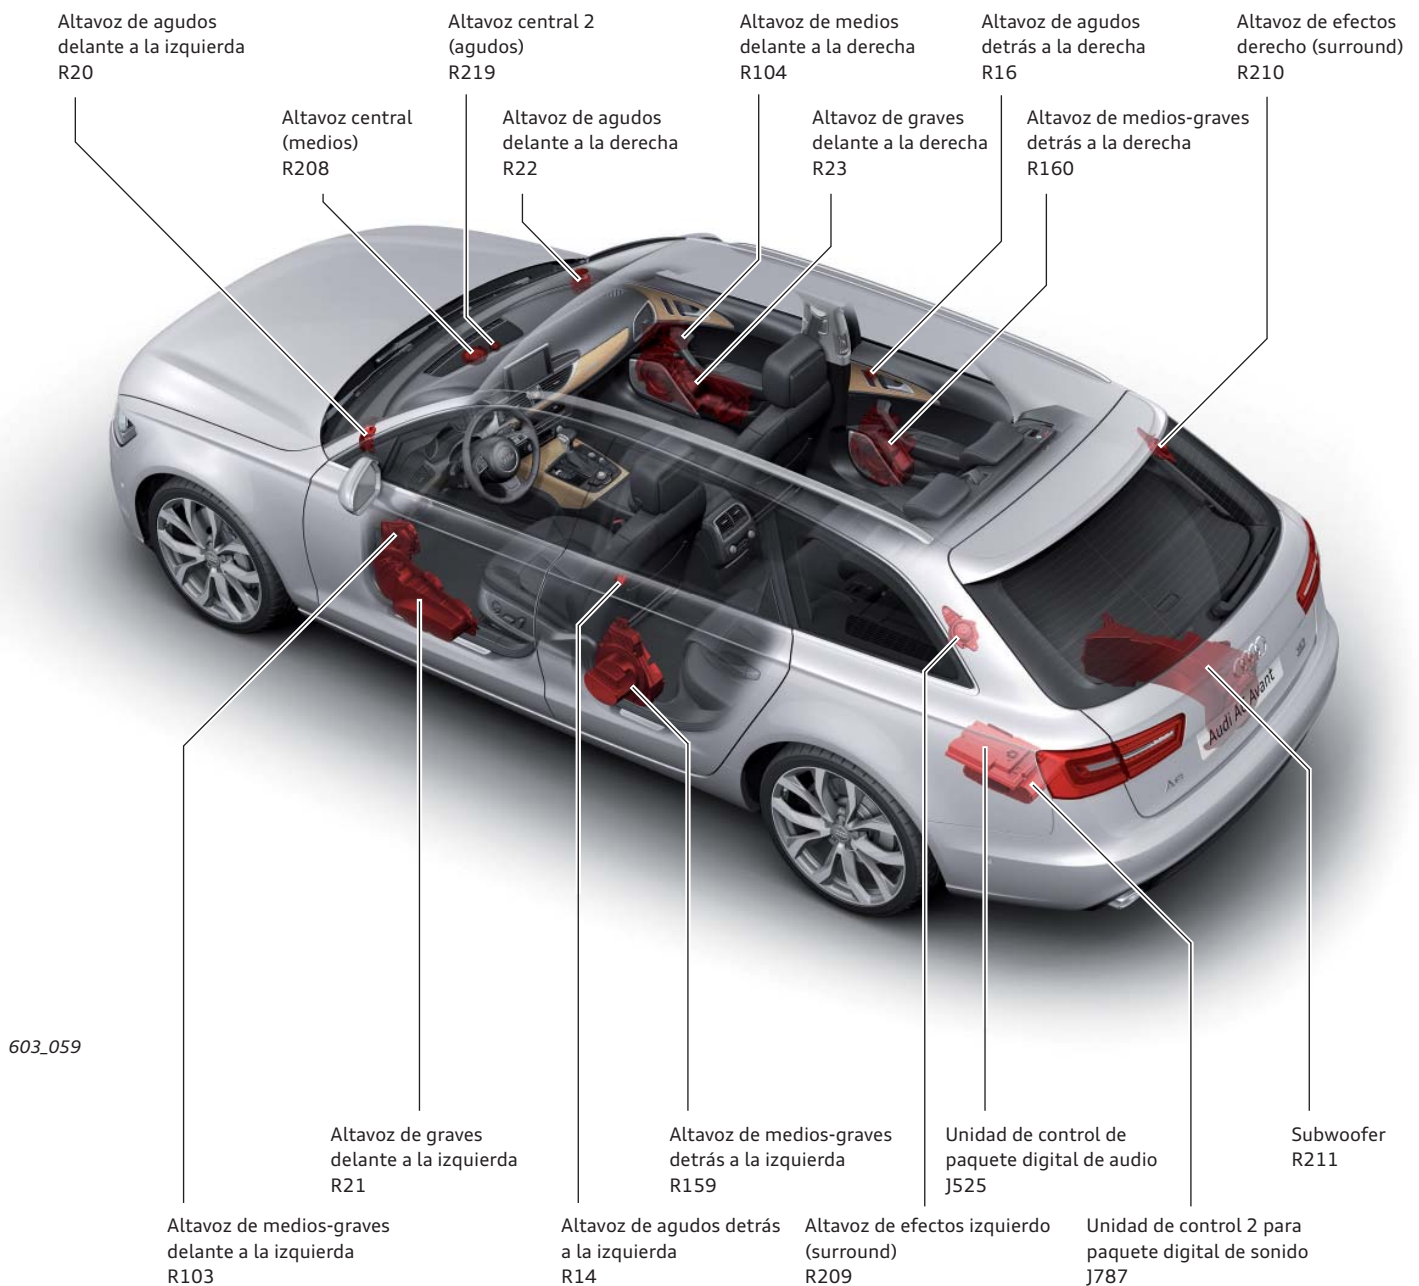 Altavoz de agudos
delante a la izquierda
R20
Altavoz central 2
(agudos)
R219
Altavoz de medios
delante a la derecha
R104
Altavoz de agudos
detrás a la derecha
R16
Altavoz de efectos
derecho (surround)
R210
Altavoz central
(medios)
R208
Altavoz de agudos
delante a la derecha
R22
Altavoz de graves
delante a la derecha
R23
Altavoz de medios-graves
detrás a la derecha
R160
Audi A6 Avant
A6
603_059
Altavoz de graves
delante a la izquierda
R21
Altavoz de medios-graves
detrás a la izquierda
R159
Unidad de control de
paquete digital de audio
J525
Subwoofer
R211
Altavoz de medios-graves
delante a la izquierda
R103
Altavoz de agudos detrás
a la izquierda
R14
Altavoz de efectos izquierdo
(surround)
R209
Unidad de control 2 para
paquete digital de sonido
J787